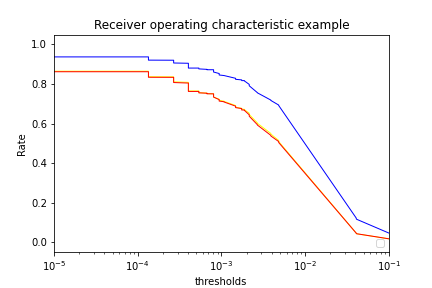 Receiver operating characteristic example
1.0
0.8
0.6
0.4
0.2
0.0
Rate
10⁻⁵ 10⁻⁴ 10⁻³ 10⁻² 10⁻¹
thresholds